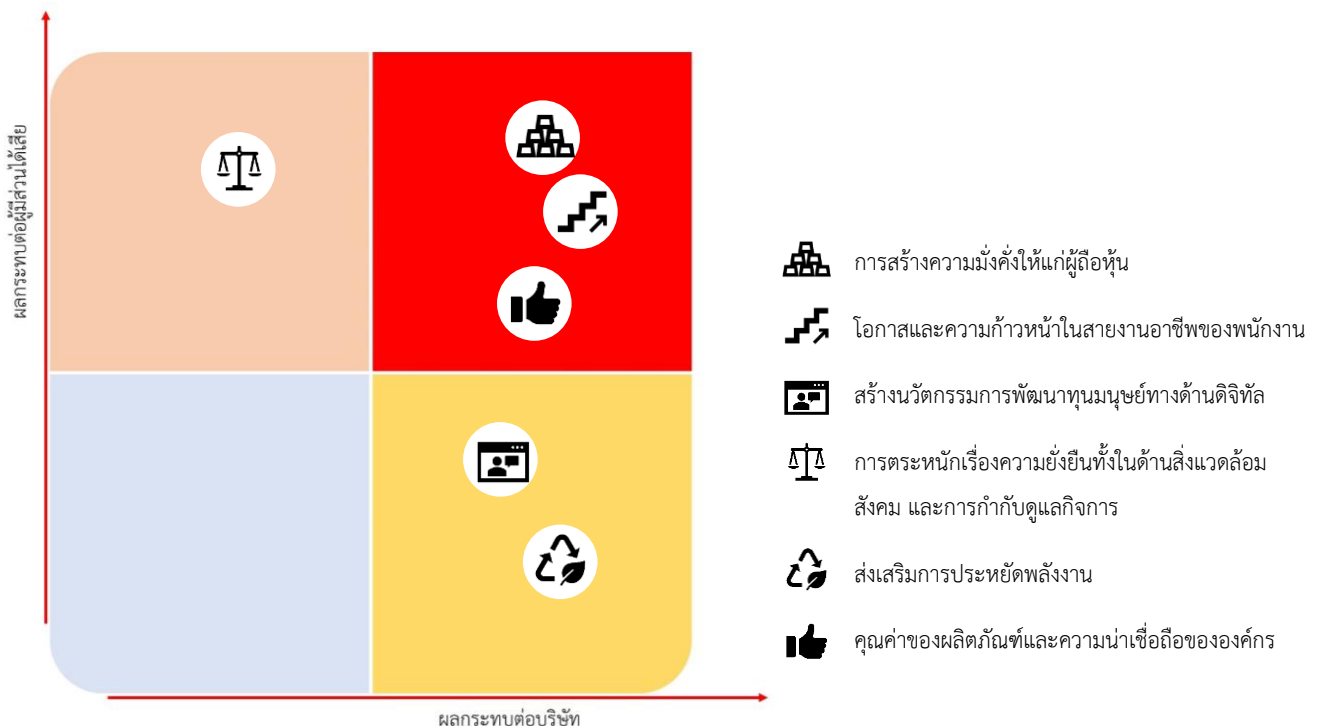 ผลกระทบต่อผู้มีส่วนได้เสีย
การสร้างความมั่งคั่งให้แก่ผู้ถือหุ้น
โอกาสและความก้าวหน้าในสายงานอาชีพของพนักงาน
สร้างนวัตกรรมการพัฒนาทุนมนุษย์ทางด้านดิจิทัล
การตระหนักเรื่องความยั่งยืนทั้งในด้านสิ่งแวดล้อม
สังคม และการกำกับดูแลกิจการ
ส่งเสริมการประหยัดพลังงาน
คุณค่าของผลิตภัณฑ์และความน่าเชื่อถือขององค์กร
ผลกระทบต่อบริษัท